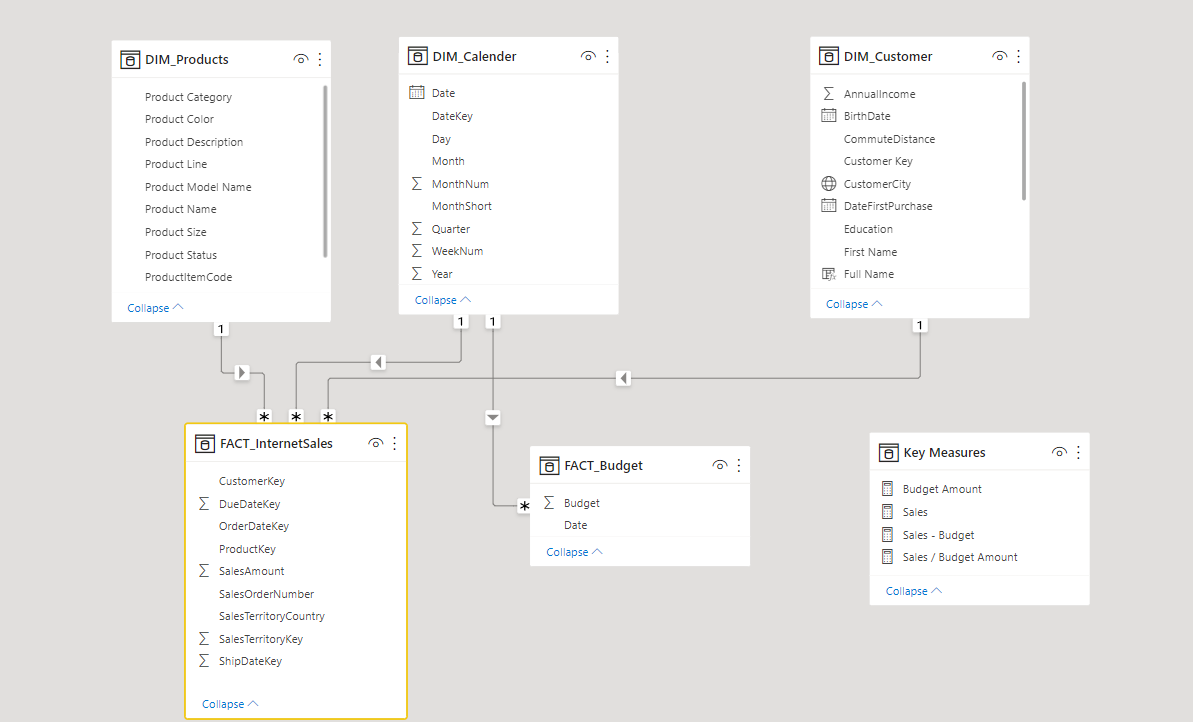 DIM_Products
Product Category
Product Color
Product Description
Product Line
Product Model Name
Product Name
Product Size
Product Status
ProductItemCode
Collapse
1
DIM_Calender
Date
DateKey
Day
Month
MonthNum
MonthShort
Quarter
WeekNum
Year
Collapse
1
1
DIM_Customer
AnnualIncome
BirthDate
CommuteDistance
Customer Key
CustomerCity
DateFirstPurchase
Education
First Name
Full Name
Collapse
1
* * *
FACT_InternetSales
CustomerKey
DueDateKey
OrderDateKey
ProductKey
SalesAmount
SalesOrderNumber
SalesTerritoryCountry
SalesTerritoryKey
ShipDateKey
Collapse
*
FACT_Budget
Budget
Date
Collapse
Key Measures
Budget Amount
Sales
Sales - Budget
Sales / Budget Amount
Collapse